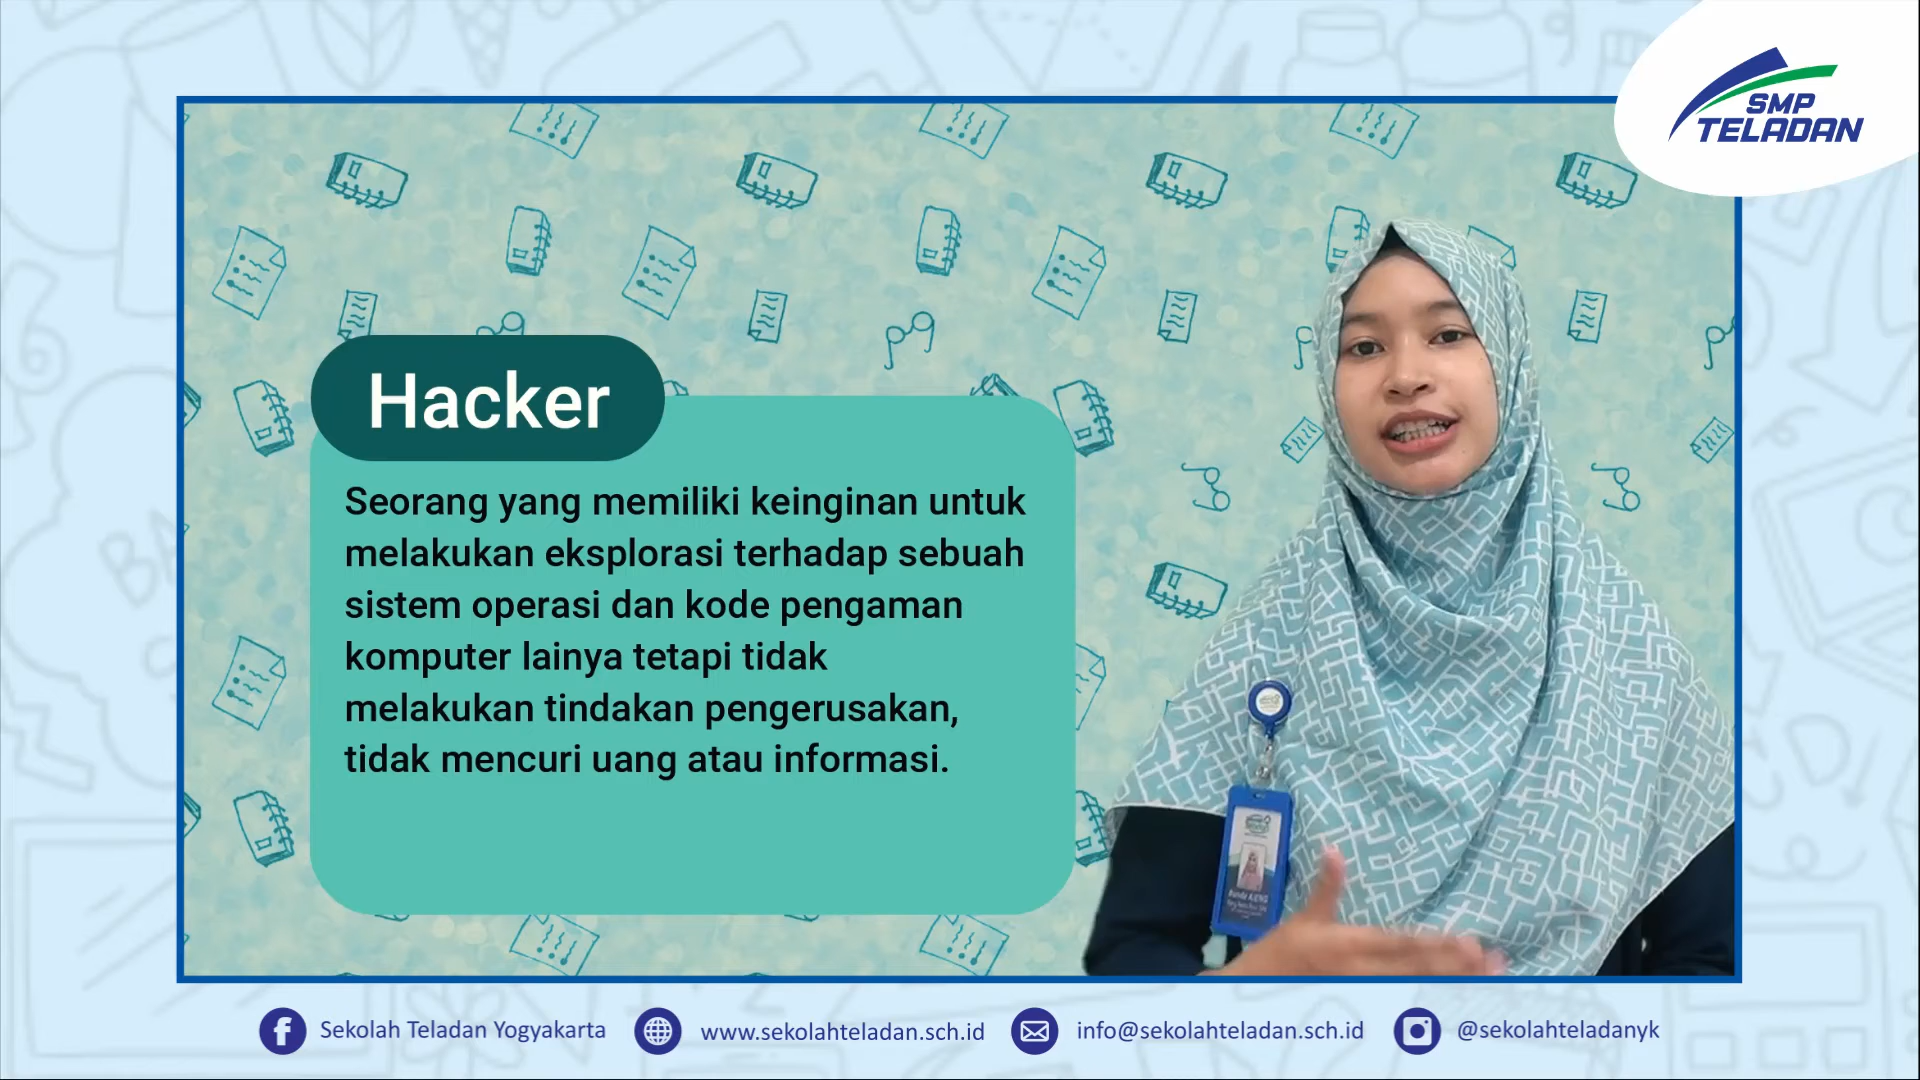 SMP
TELADAN
Hacker
Seorang yang memiliki keinginan untuk
melakukan eksplorasi terhadap sebuah
sistem operasi dan kode pengaman
komputer lainya tetapi tidak
melakukan tindakan pengerusakan,
tidak mencuri uang atau informasi.
Sekolah Teladan Yogyakarta
www.sekolahteladan.sch.id
info@sekolahteladan.sch.id
@sekolahteladanyk